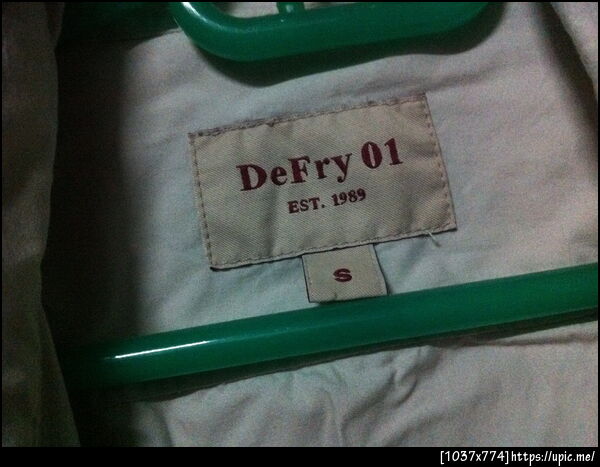 DeFry 01
EST. 1989
S
[1037x774]https://upic.me/